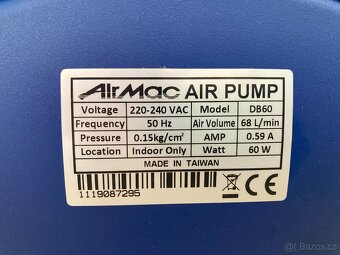 AIRMAC AIR PUMP
Voltage 220-240 VAC Model DB60
Frequency 50 Hz Air Volume 68 L/min
Pressure 0.15kg/cm² AMP 0.59 A
Location Indoor Only Watt 60 W
MADE IN TAIWAN
1119087295 CE
Bazoš.cz